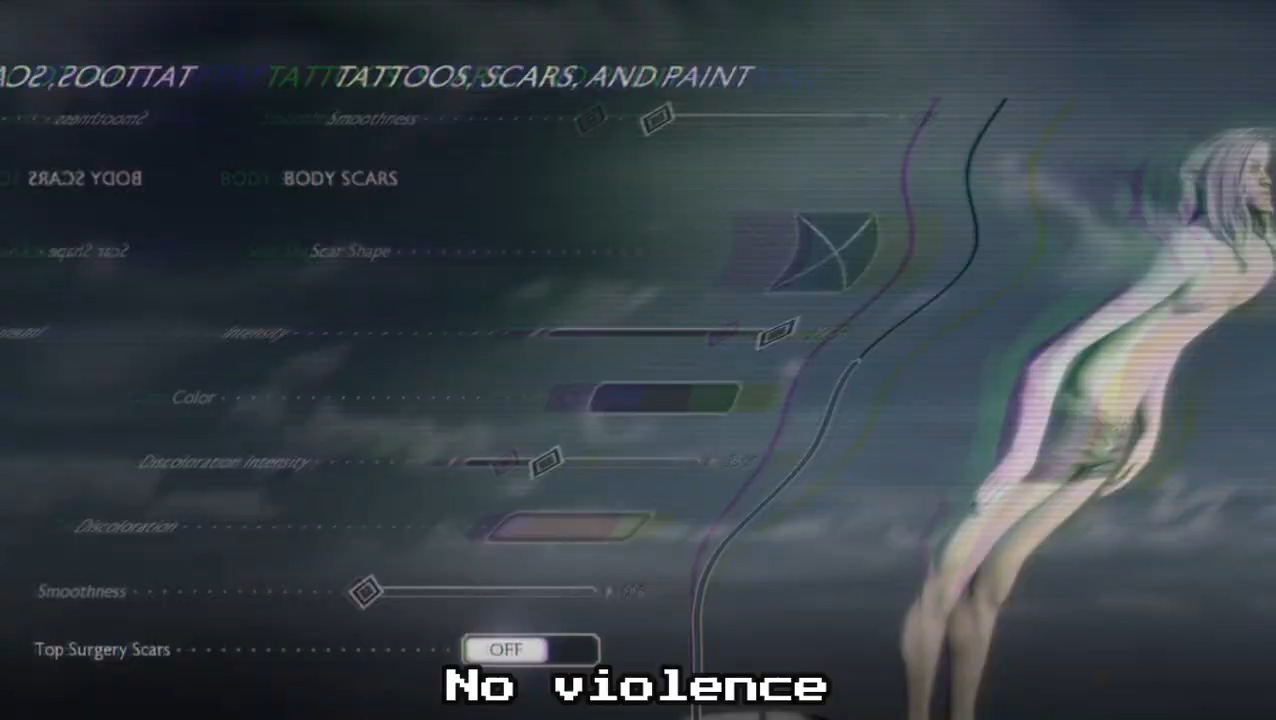 TATTOOS, SCARS, AND PAINT
Smoothness
BODY SCARS
Scar Shape
Intensity
Color
Discoloration Intensity
Discoloration
Smoothness
Top Surgery Scars OFF
No violence